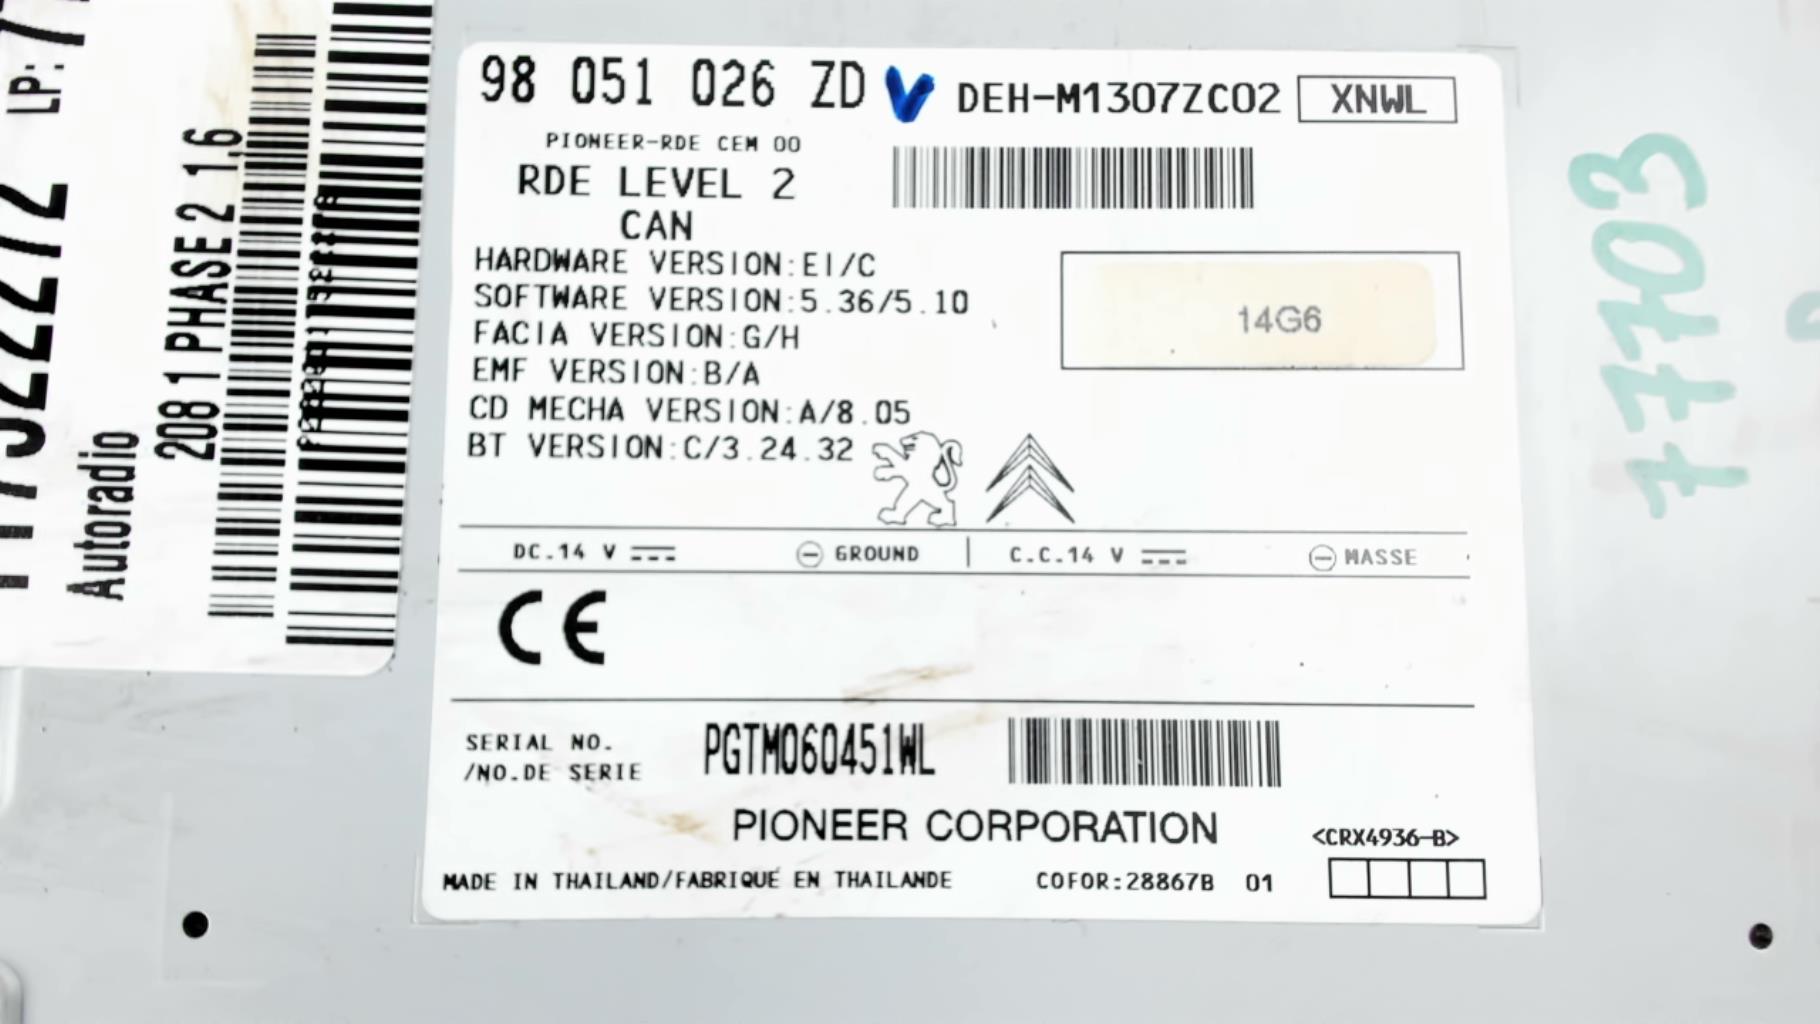 98 051 026 ZD V DEH-M1307ZC02 XNWL
PIONEER-RDE CEM 00
RDE LEVEL 2
CAN
HARDWARE VERSION:EI/C
SOFTWARE VERSION:5.36/5.10
FACIA VERSION:G/H
EMF VERSION:B/A
CD MECHA VERSION:A/8.05
BT VERSION:C/3.24.32
14G6
DC.14 V GROUND C.C.14 V MASSE
CE
SERIAL NO.
/NO.DE SERIE
PGTM060451WL
PIONEER CORPORATION
<CRX4936-B>
MADE IN THAILAND/FABRIQUÉ EN THAILANDE COFOR:28867B 01
LP:
Autoradio
208 1 PHASE 2 1,6
7703